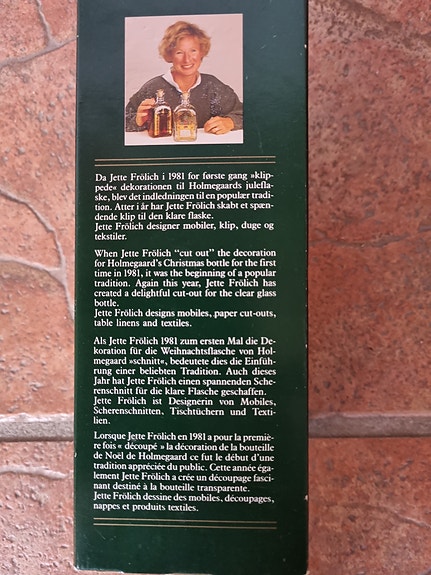 Da Jette Frölich i 1981 for første gang »klip-
pede« dekorationen til Holmegaards julefla-
ske, blev det indledningen til en populær tradi-
tion. Atter i år har Jette Frölich skabt et spæn-
dende klip til den klare flaske.
Jette Frölich designer mobiler, klip, duge og
tekstiler.
When Jette Frölich “cut out” the decoration
for Holmegaard's Christmas bottle for the first
time in 1981, it was the beginning of a popular
tradition. Again this year, Jette Frölich has
created a delightful cut-out for the clear glass
bottle.
Jette Frölich designs mobiles, paper cut-outs,
table linens and textiles.
Als Jette Frölich 1981 zum ersten Mal die De-
koration für die Weihnachtsflasche von Hol-
megaard »schnitt«, bedeutete dies die Einfüh-
rung einer beliebten Tradition. Auch dieses
Jahr hat Jette Frölich einen spannenden Sche-
renschnitt für die klare Flasche geschaffen.
Jette Frölich ist Designerin von Mobiles,
Scherenschnitten, Tischtüchern und Texti-
lien.
Lorsque Jette Frölich en 1981 a pour la premiè-
re fois « découpé » la décoration de la bouteille
de Noèl de Holmegaard ce fut le début d'une
tradition appréciée du public. Cette année éga-
lement Jette Frölich a crée un découpage fasci-
nant destiné à la bouteille transparente.
Jette Frölich dessine des mobiles, découpages,
nappes et produits textiles.